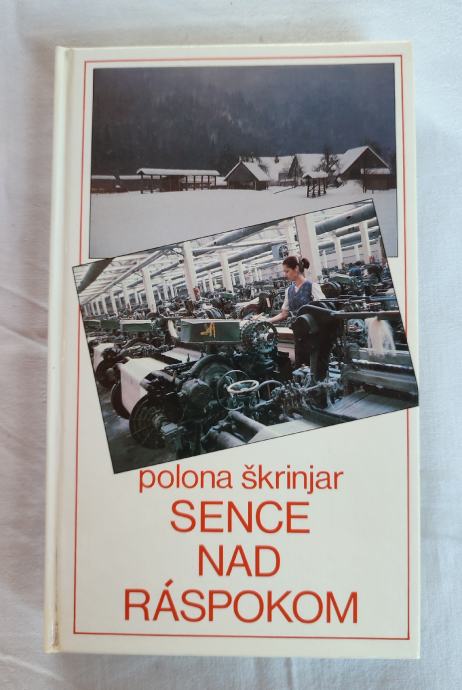 polona škrinjar
SENCE
NAD
RÁSPOKOM